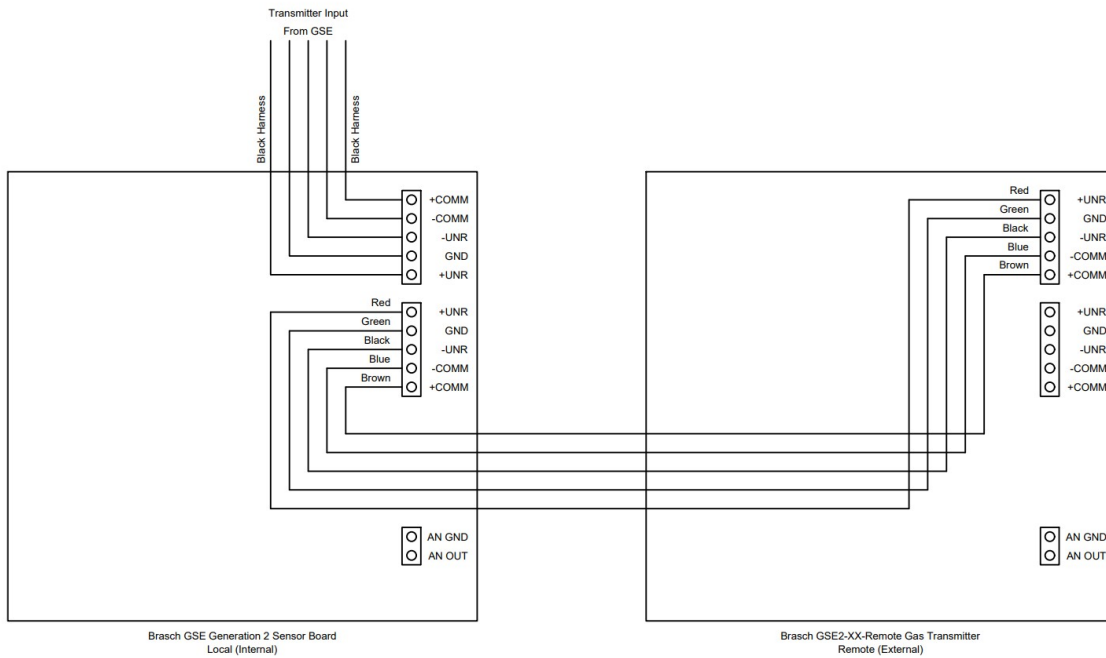 Transmitter Input
From GSE
Black Harness
Black Harness
+COMM
-COMM
-UNR
GND
+UNR
Red
+UNR
Green
GND
Black
-UNR
Blue
-COMM
Brown
+COMM
AN GND
AN OUT
Brasch GSE Generation 2 Sensor Board
Local (Internal)
Red
+UNR
Green
GND
Black
-UNR
Blue
-COMM
Brown
+COMM
+UNR
GND
-UNR
-COMM
+COMM
AN GND
AN OUT
Brasch GSE2-XX-Remote Gas Transmitter
Remote (External)